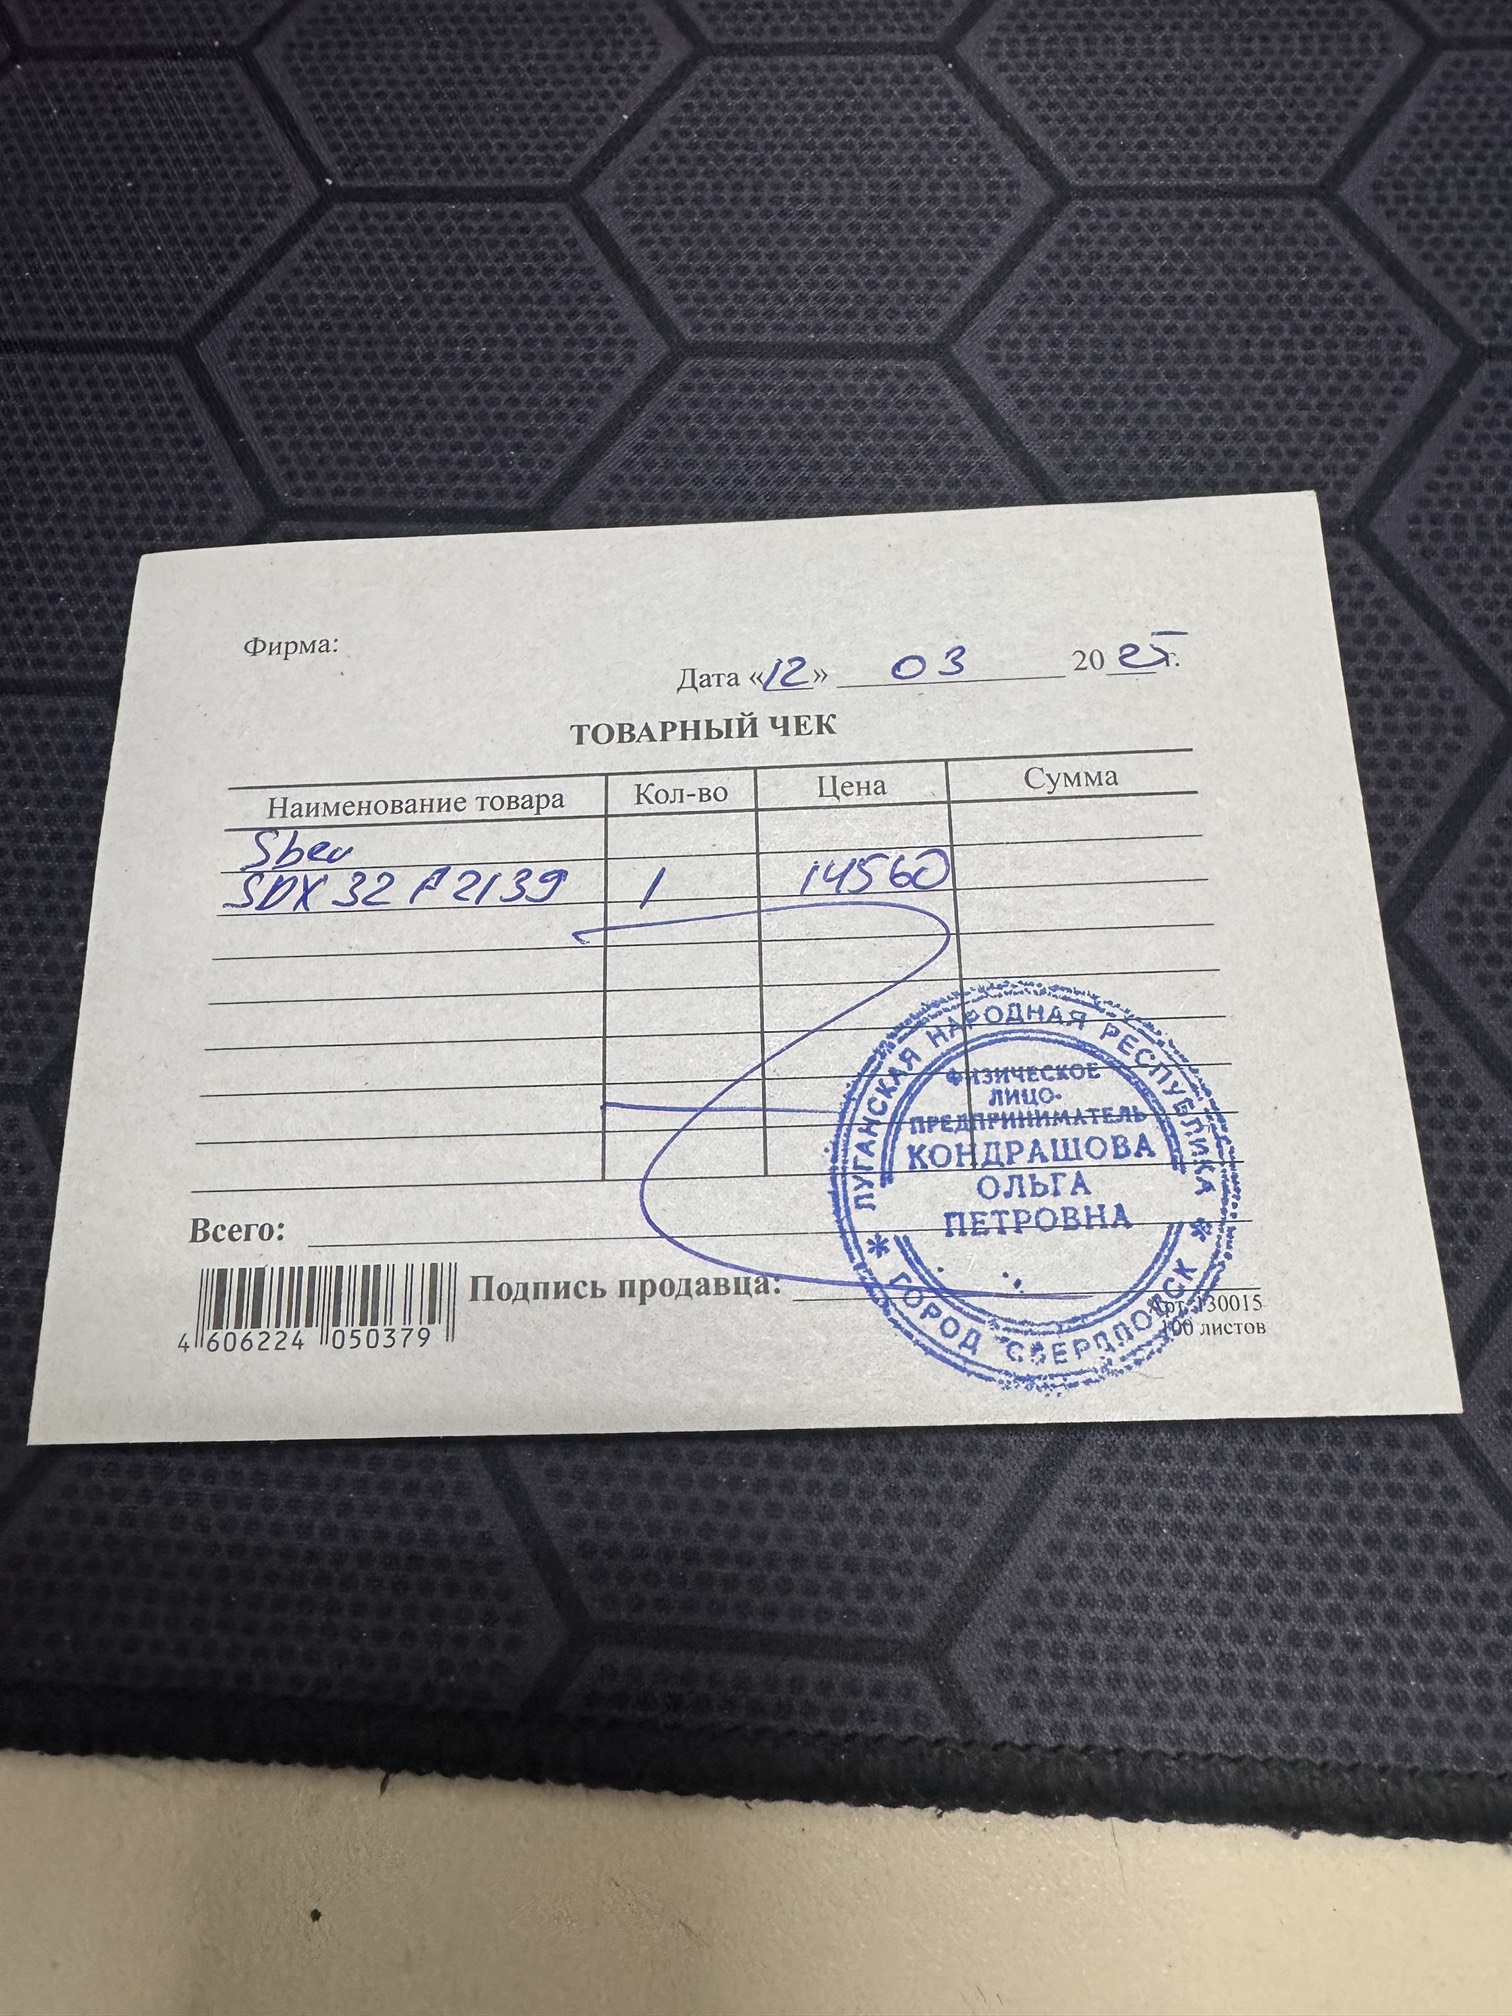 Фирма:
Дата «12» 03 2025 г.
ТОВАРНЫЙ ЧЕК
Наименование товара Кол-во Цена Сумма
Sber
SDX 32 F2139 1 14560
Всего:
Подпись продавца:
4 606224 050379
Арт. 130015
100 листов
ЛУГАНСКАЯ НАРОДНАЯ РЕСПУБЛИКА
ФИЗИЧЕСКОЕ
ЛИЦО-
ПРЕДПРИНИМАТЕЛЬ
КОНДРАШОВА
ОЛЬГА
ПЕТРОВНА
* ГОРОД СВЕРДЛОВСК *